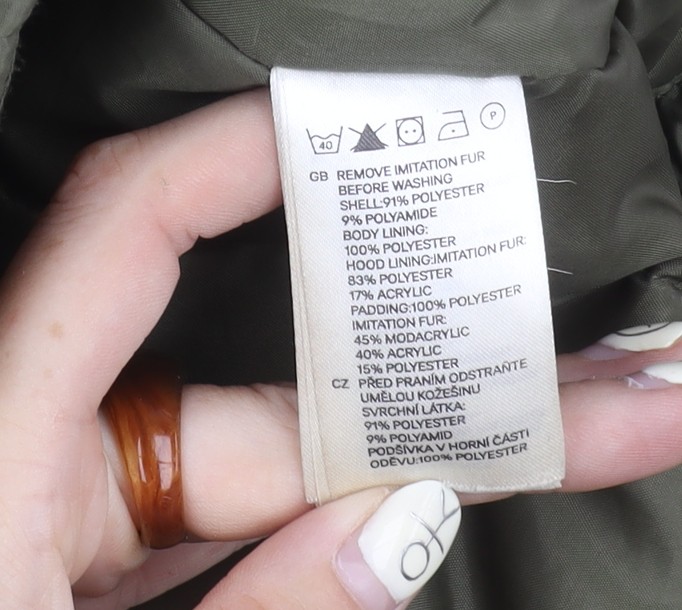 40 P
GB REMOVE IMITATION FUR
BEFORE WASHING
SHELL:91% POLYESTER
9% POLYAMIDE
BODY LINING:
100% POLYESTER
HOOD LINING:IMITATION FUR:
83% POLYESTER
17% ACRYLIC
PADDING:100% POLYESTER
IMITATION FUR:
45% MODACRYLIC
40% ACRYLIC
15% POLYESTER
CZ PŘED PRANÍM ODSTRAŇTE
UMĚLOU KOŽEŠINU
SVRCHNÍ LÁTKA:
91% POLYESTER
9% POLYAMID
PODŠÍVKA V HORNÍ ČÁSTI
ODĚVU:100% POLYESTER